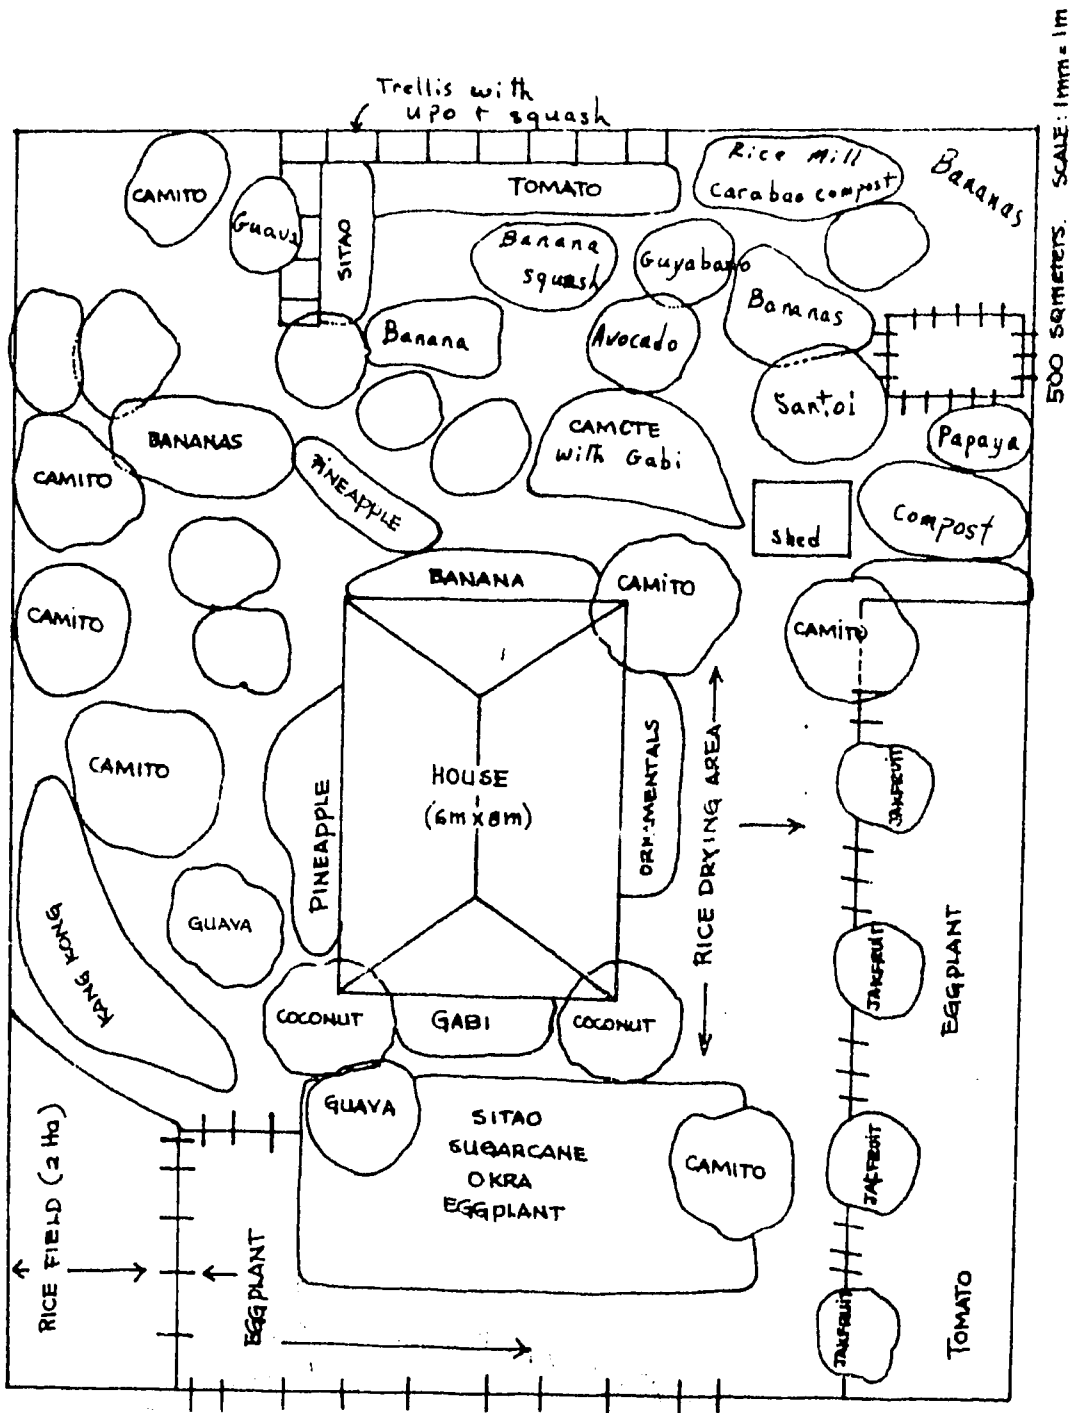 Trellis with
upo + squash
500 sqmeters. SCALE: 1mm = 1m
CAMITO
Guava
SITAO
TOMATO
Rice Mill
Carabao compost
Bananas
Banana
squash
Guyabano
Bananas
Banana
Avocado
Santoi
Papaya
CAMOTE
with Gabi
BANANAS
CAMITO
PINEAPPLE
Shed
Compost
BANANA
CAMITO
CAMITO
CAMITO
CAMITO
HOUSE
(6m x 8m)
PINEAPPLE
ORNAMENTALS
RICE DRYING AREA
JAKFRUIT
GUAVA
KANG KONG
COCONUT
GABI
COCONUT
JAKFRUIT
EGGPLANT
GUAVA
SITAO
SUGARCANE
OKRA
EGGPLANT
CAMITO
JAKFRUIT
RICE FIELD (2 Ha)
EGGPLANT
JAKFRUIT
TOMATO